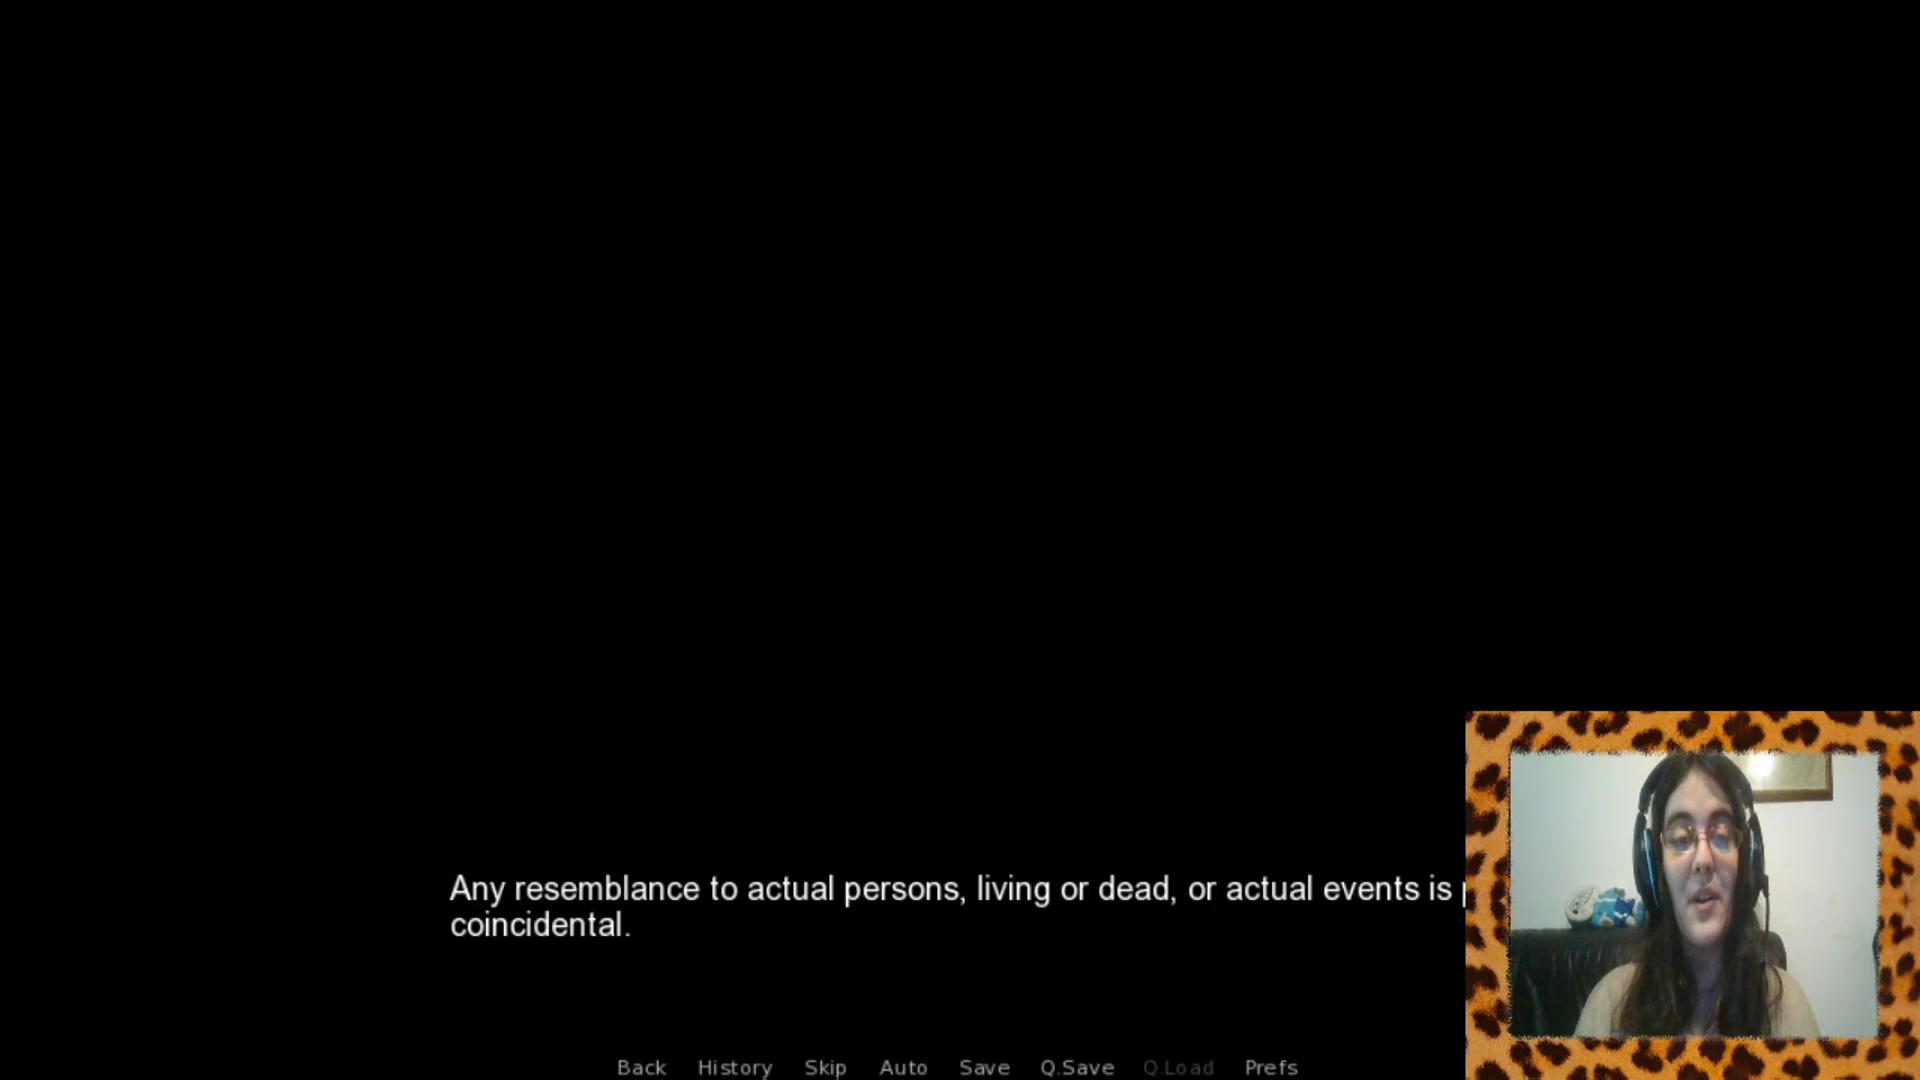 Any resemblance to actual persons, living or dead, or actual events is
coincidental.
Back History Skip Auto Save Q.Save Q.Load Prefs